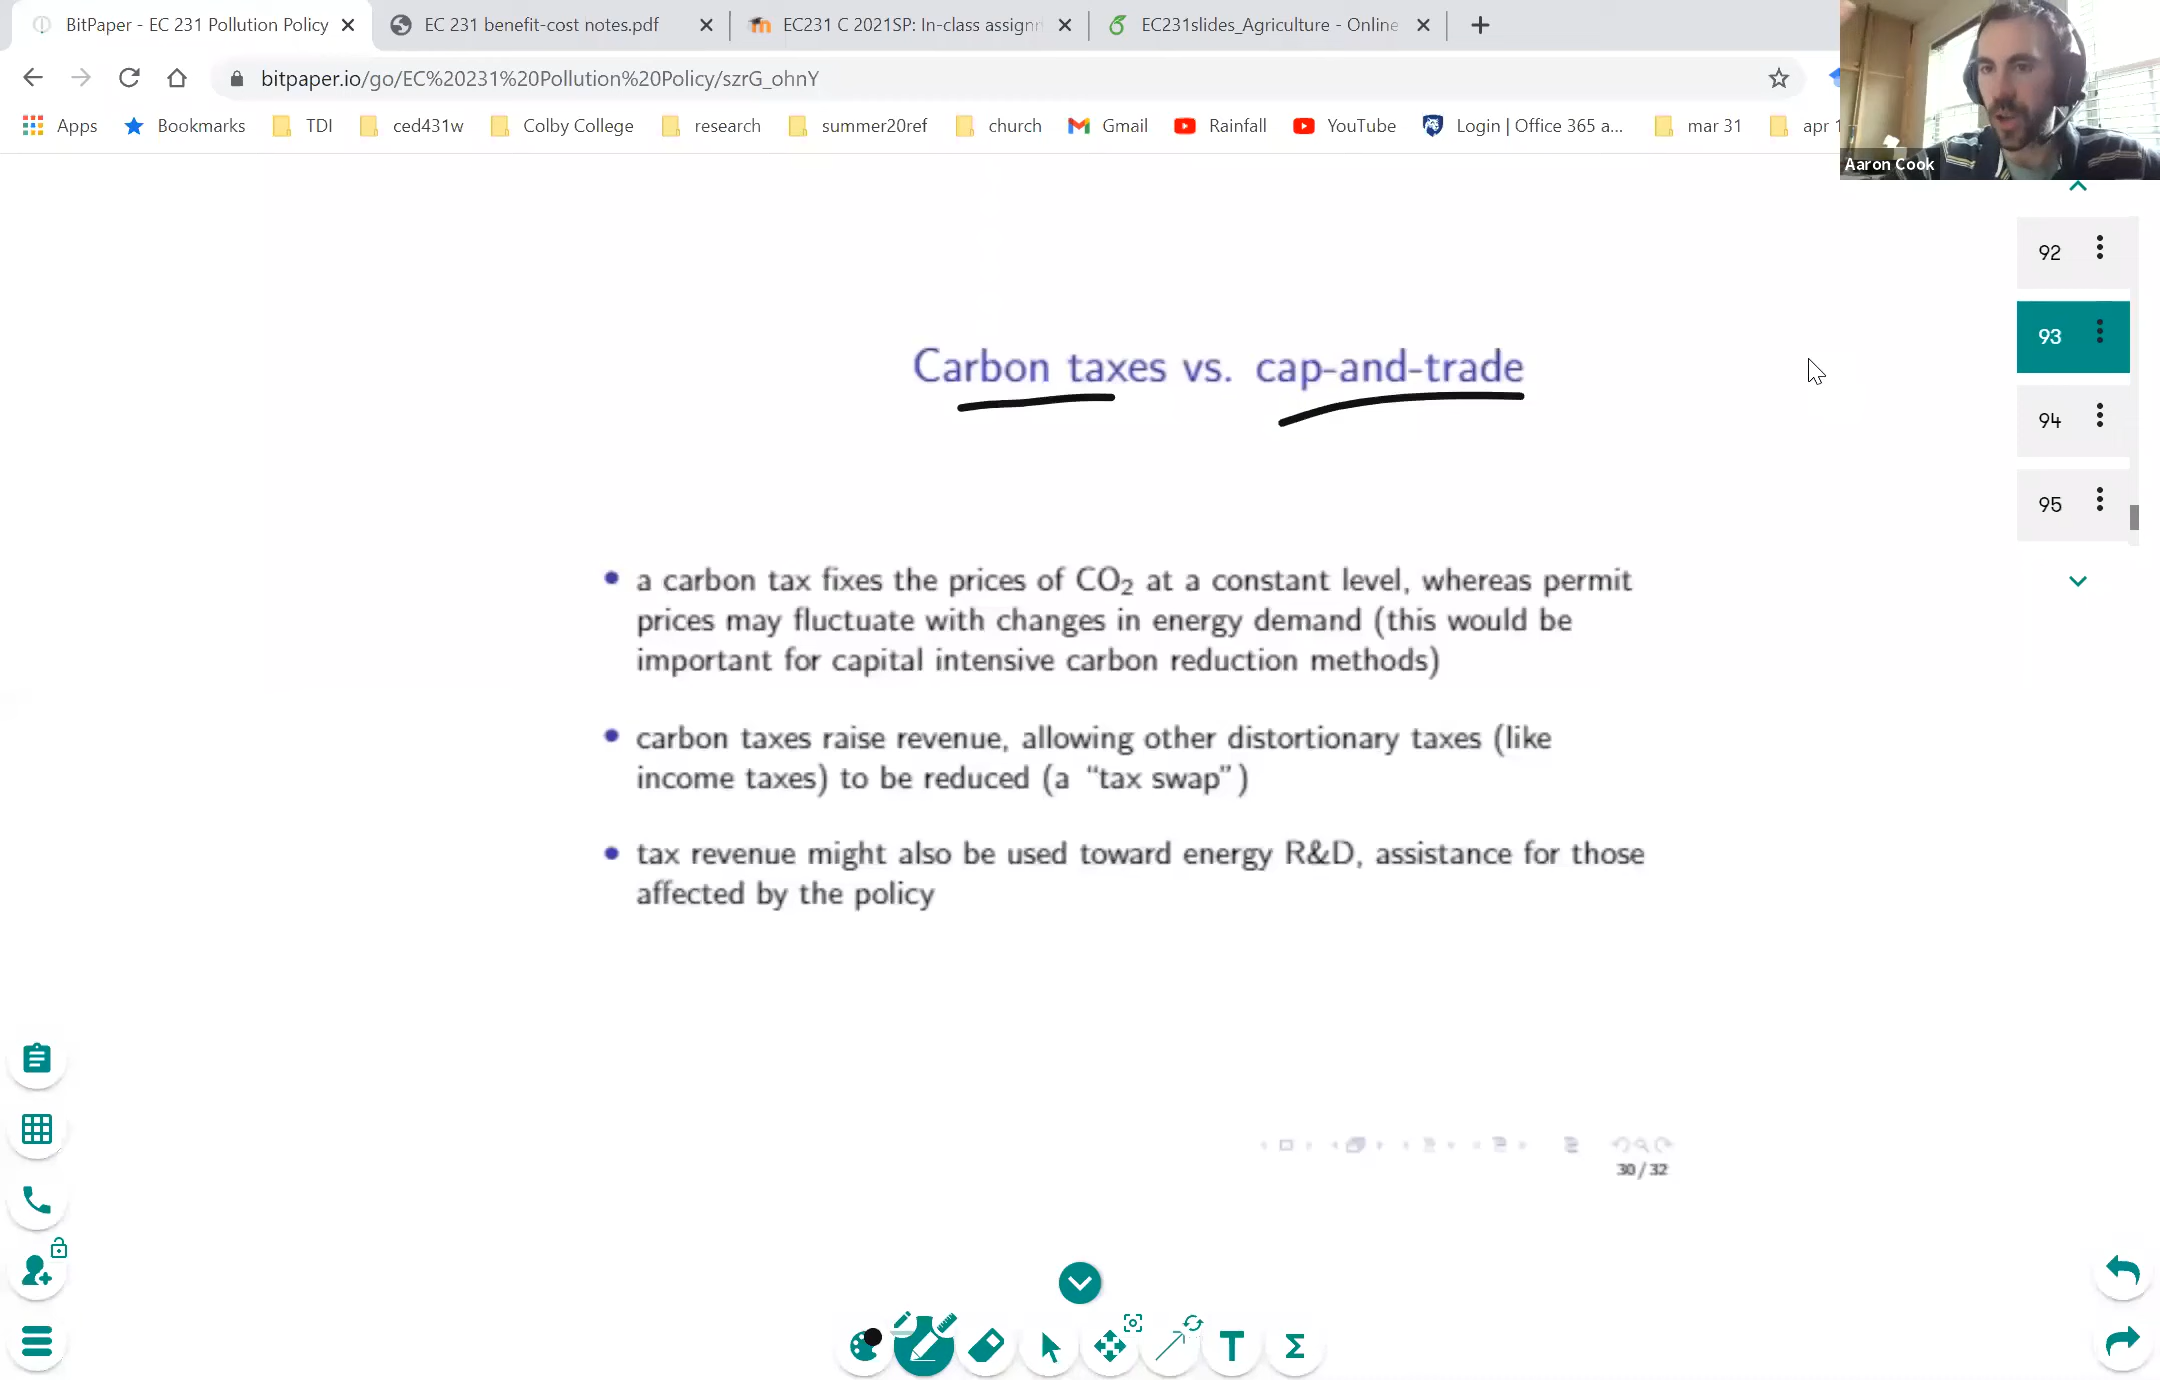 BitPaper - EC 231 Pollution Policy
EC 231 benefit-cost notes.pdf
EC231 C 2021SP: In-class assignm
EC231slides_Agriculture - Online
bitpaper.io/go/EC%20231%20Pollution%20Policy/szrG_ohnY
Apps Bookmarks TDI ced431w Colby College research summer20ref church Gmail Rainfall YouTube Login | Office 365 a... mar 31 apr 1
Aaron Cook
92
93
94
95
Carbon taxes vs. cap-and-trade
• a carbon tax fixes the prices of CO₂ at a constant level, whereas permit
prices may fluctuate with changes in energy demand (this would be
important for capital intensive carbon reduction methods)
• carbon taxes raise revenue, allowing other distortionary taxes (like
income taxes) to be reduced (a “tax swap”)
• tax revenue might also be used toward energy R&D, assistance for those
affected by the policy
30 / 32
T Σ